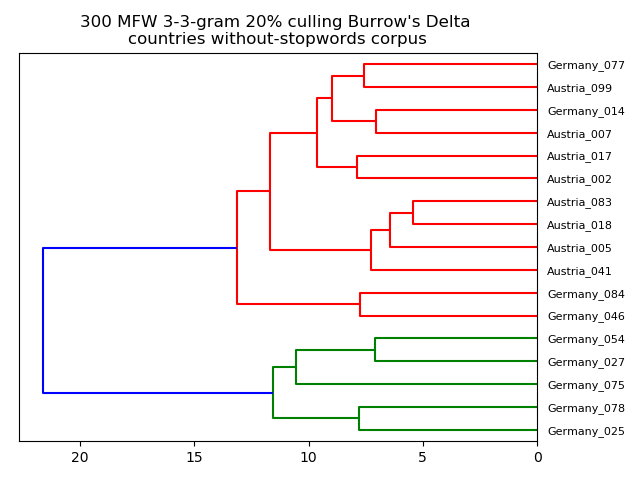 300 MFW 3-3-gram 20% culling Burrow's Delta
countries without-stopwords corpus
Germany_077
Austria_099
Germany_014
Austria_007
Austria_017
Austria_002
Austria_083
Austria_018
Austria_005
Austria_041
Germany_084
Germany_046
Germany_054
Germany_027
Germany_075
Germany_078
Germany_025
20 15 10 5 0